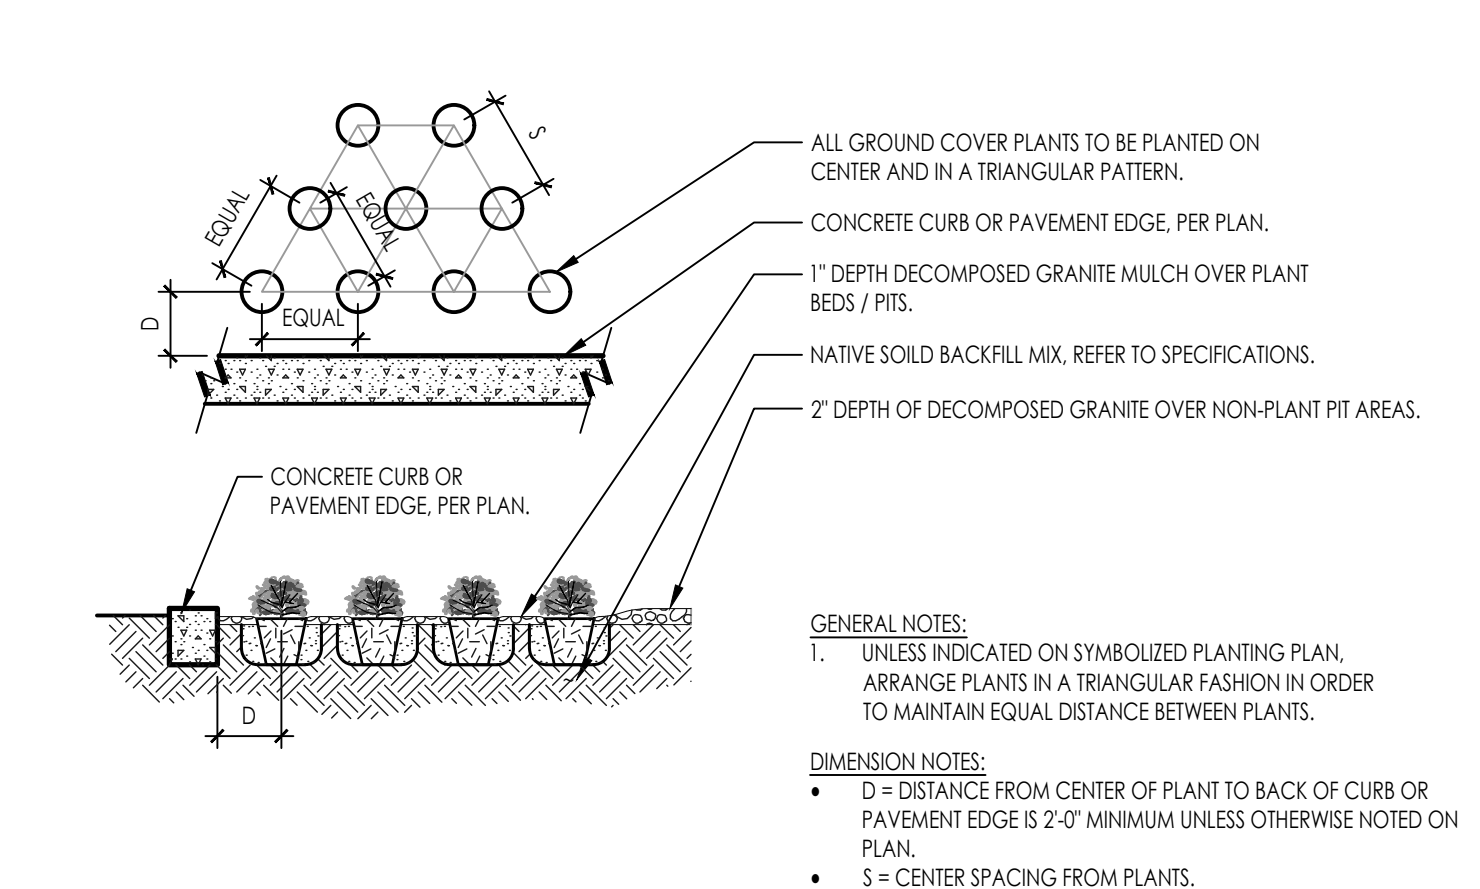 S
EQUAL
EQUAL
D
EQUAL
ALL GROUND COVER PLANTS TO BE PLANTED ON
CENTER AND IN A TRIANGULAR PATTERN.
CONCRETE CURB OR PAVEMENT EDGE, PER PLAN.
1" DEPTH DECOMPOSED GRANITE MULCH OVER PLANT
BEDS / PITS.
NATIVE SOILD BACKFILL MIX, REFER TO SPECIFICATIONS.
2" DEPTH OF DECOMPOSED GRANITE OVER NON-PLANT PIT AREAS.
CONCRETE CURB OR
PAVEMENT EDGE, PER PLAN.
D
GENERAL NOTES:
1. UNLESS INDICATED ON SYMBOLIZED PLANTING PLAN,
ARRANGE PLANTS IN A TRIANGULAR FASHION IN ORDER
TO MAINTAIN EQUAL DISTANCE BETWEEN PLANTS.
DIMENSION NOTES:
• D = DISTANCE FROM CENTER OF PLANT TO BACK OF CURB OR
PAVEMENT EDGE IS 2'-0" MINIMUM UNLESS OTHERWISE NOTED ON
PLAN.
• S = CENTER SPACING FROM PLANTS.